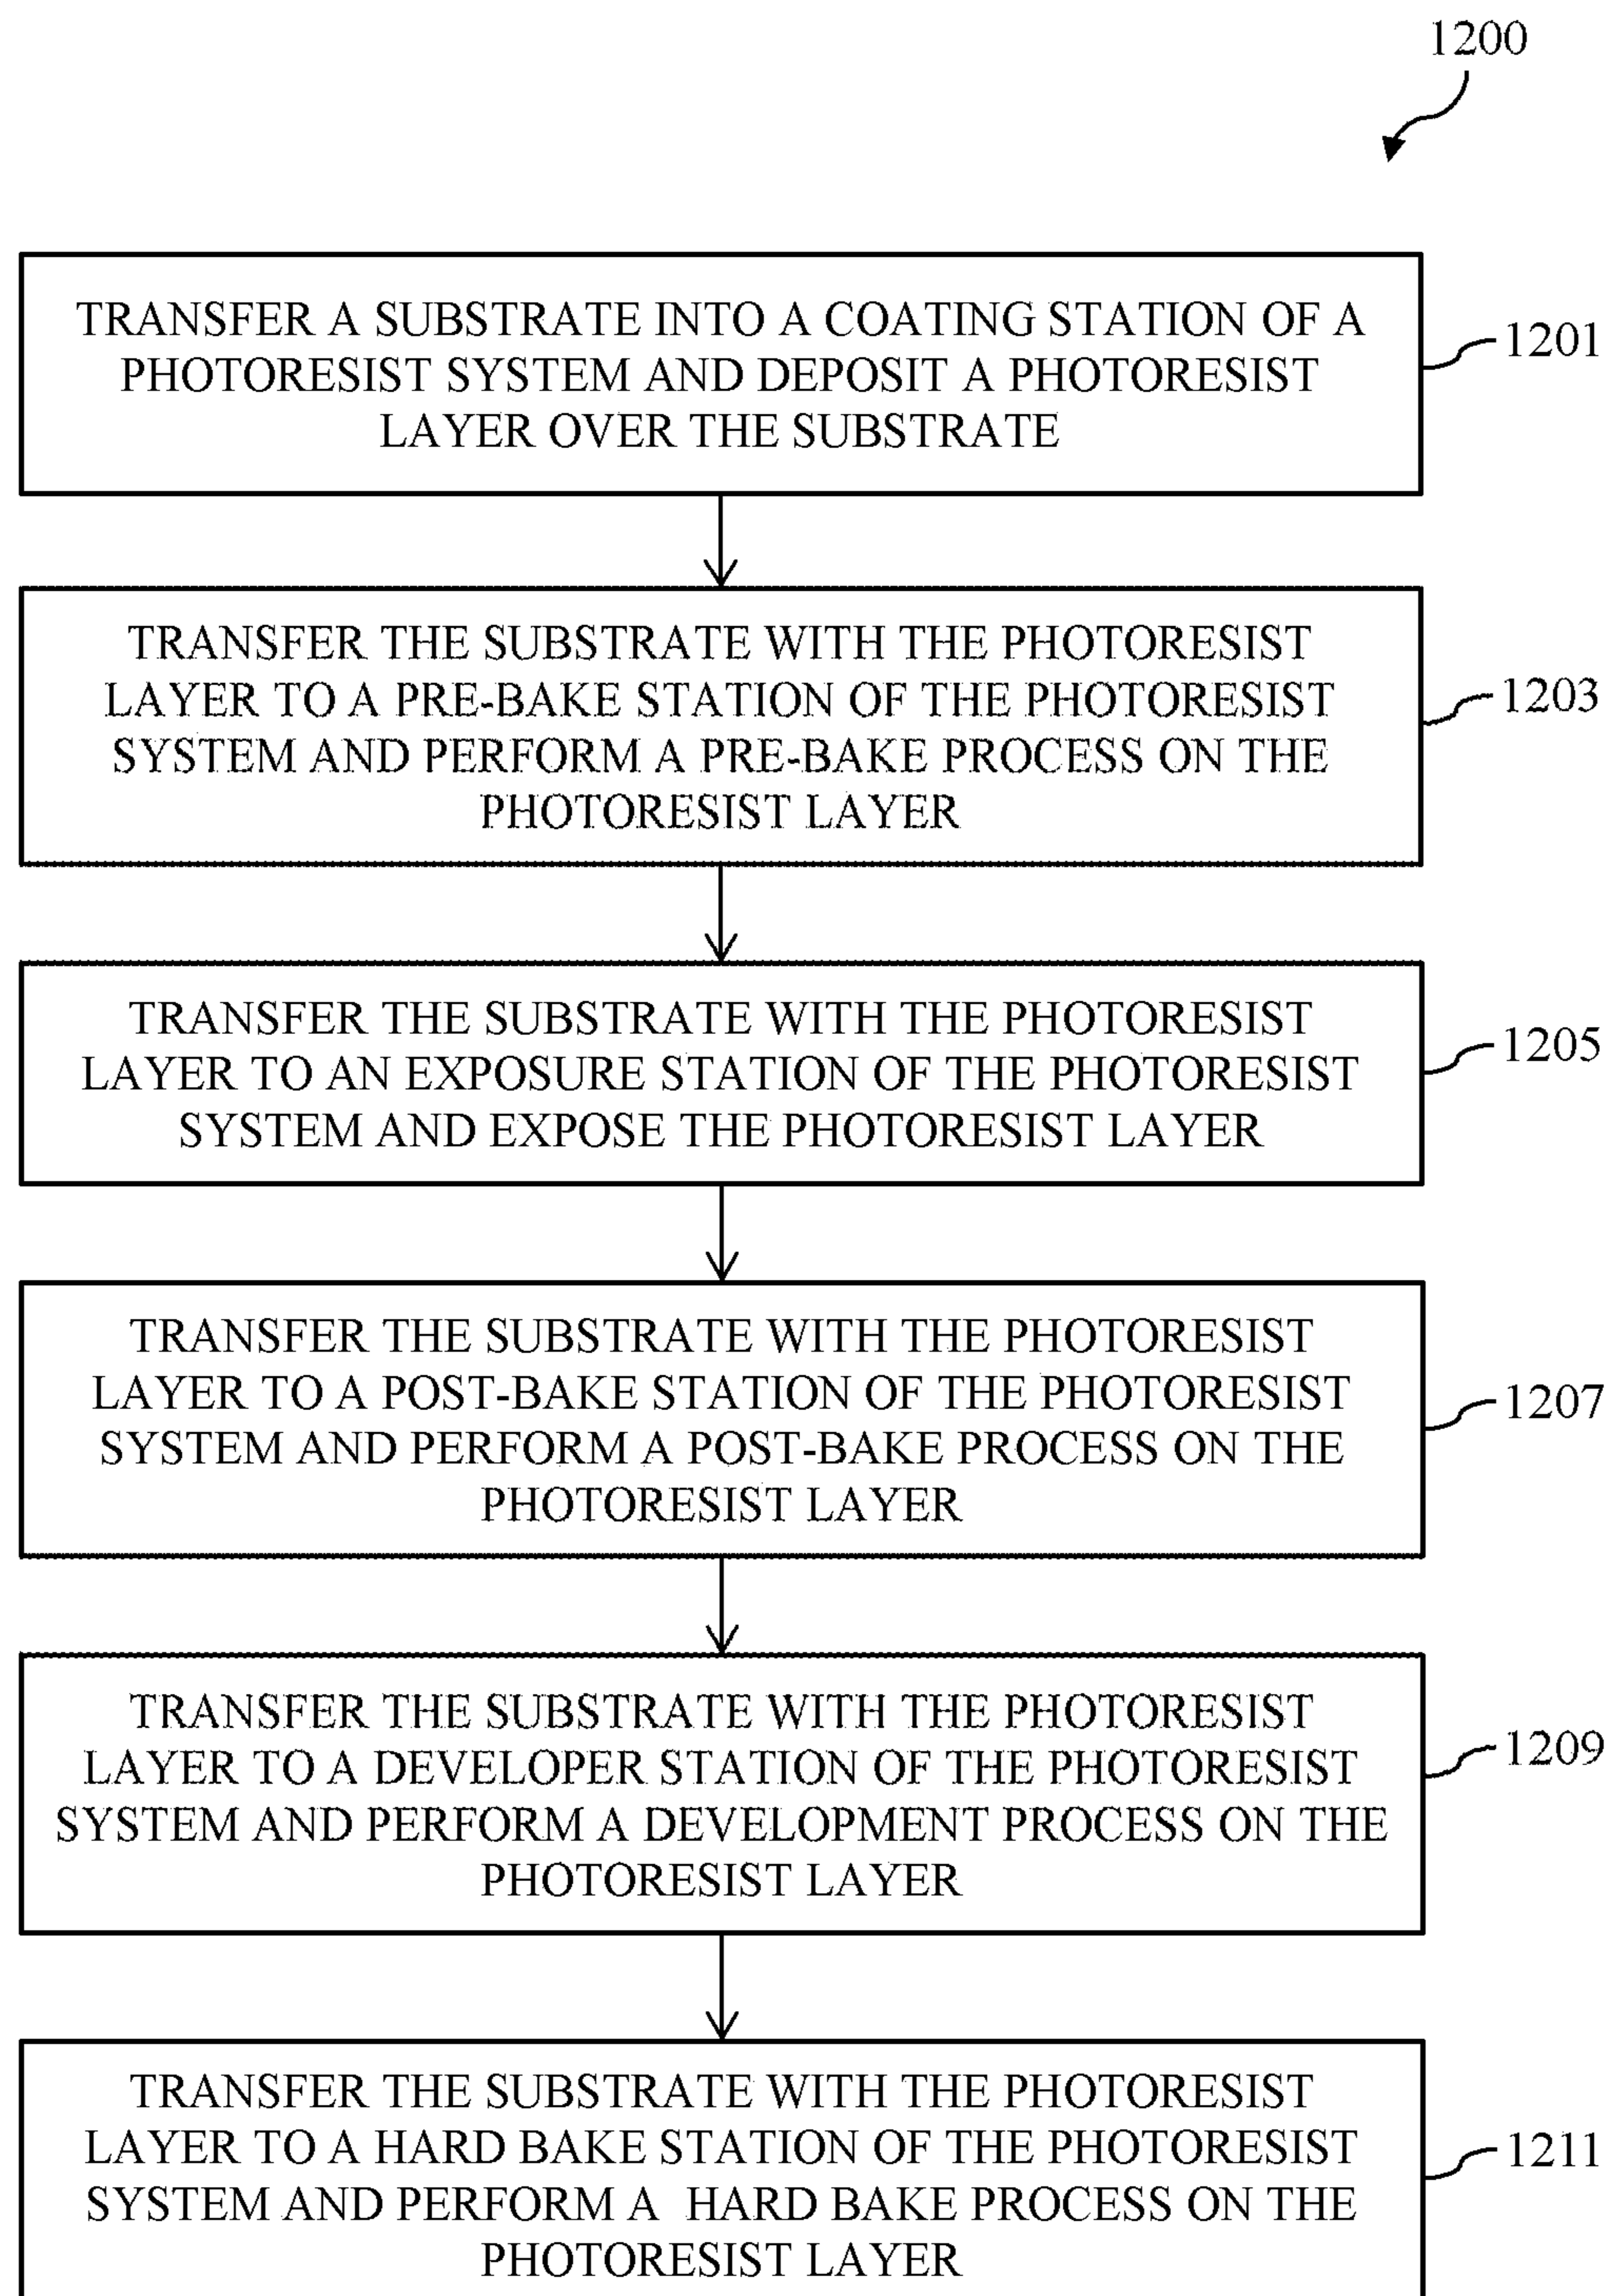 1200
TRANSFER A SUBSTRATE INTO A COATING STATION OF A
PHOTORESIST SYSTEM AND DEPOSIT A PHOTORESIST
LAYER OVER THE SUBSTRATE
1201
TRANSFER THE SUBSTRATE WITH THE PHOTORESIST
LAYER TO A PRE-BAKE STATION OF THE PHOTORESIST
SYSTEM AND PERFORM A PRE-BAKE PROCESS ON THE
PHOTORESIST LAYER
1203
TRANSFER THE SUBSTRATE WITH THE PHOTORESIST
LAYER TO AN EXPOSURE STATION OF THE PHOTORESIST
SYSTEM AND EXPOSE THE PHOTORESIST LAYER
1205
TRANSFER THE SUBSTRATE WITH THE PHOTORESIST
LAYER TO A POST-BAKE STATION OF THE PHOTORESIST
SYSTEM AND PERFORM A POST-BAKE PROCESS ON THE
PHOTORESIST LAYER
1207
TRANSFER THE SUBSTRATE WITH THE PHOTORESIST
LAYER TO A DEVELOPER STATION OF THE PHOTORESIST
SYSTEM AND PERFORM A DEVELOPMENT PROCESS ON THE
PHOTORESIST LAYER
1209
TRANSFER THE SUBSTRATE WITH THE PHOTORESIST
LAYER TO A HARD BAKE STATION OF THE PHOTORESIST
SYSTEM AND PERFORM A HARD BAKE PROCESS ON THE
PHOTORESIST LAYER
1211